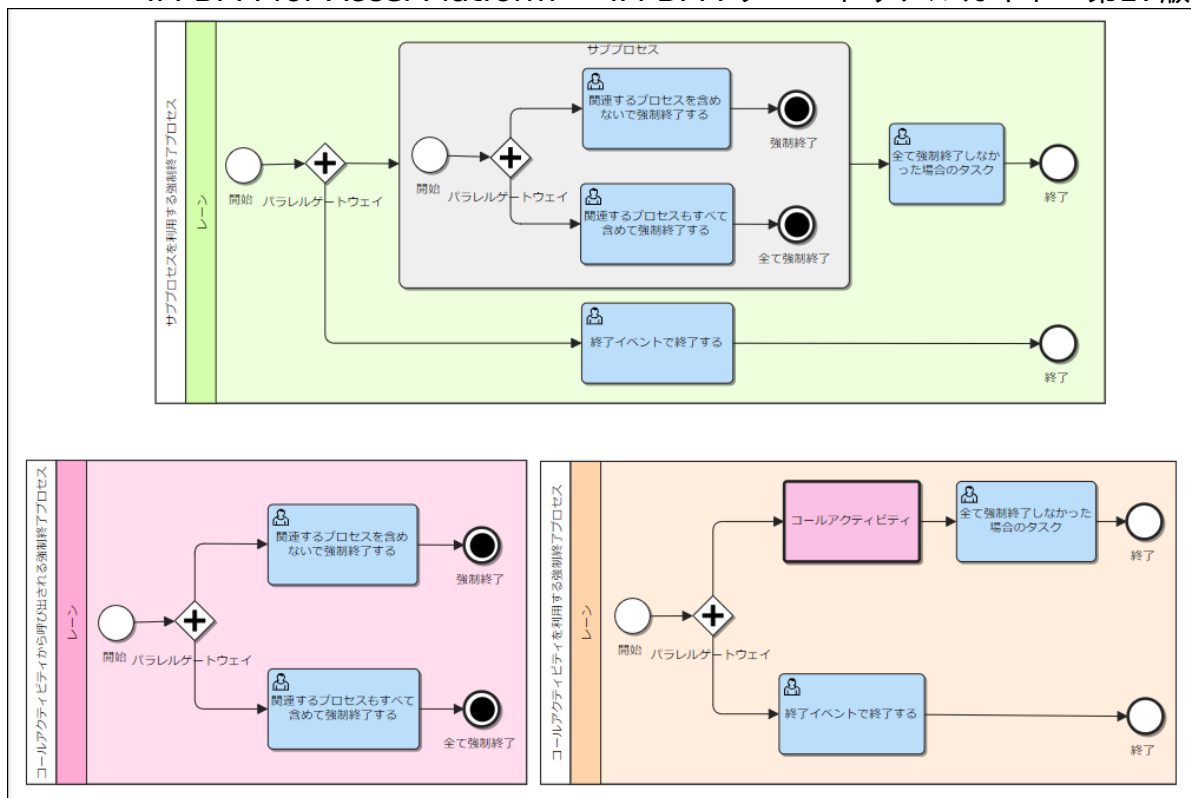 サブプロセスを利用する強制終了プロセス
レーン
開始
パラレルゲートウェイ
サブプロセス
開始
パラレルゲートウェイ
関連するプロセスを含め
ないで強制終了する
強制終了
関連するプロセスもすべて
含めて強制終了する
全て強制終了
全て強制終了しなか
った場合のタスク
終了
終了イベントで終了する
終了
コールアクティビティから呼び出される強制終了プロセス
レーン
開始
パラレルゲートウェイ
関連するプロセスを含め
ないで強制終了する
強制終了
関連するプロセスもすべて
含めて強制終了する
全て強制終了
コールアクティビティを利用する強制終了プロセス
レーン
開始
パラレルゲートウェイ
コールアクティビティ
全て強制終了しなかった
場合のタスク
終了
終了イベントで終了する
終了